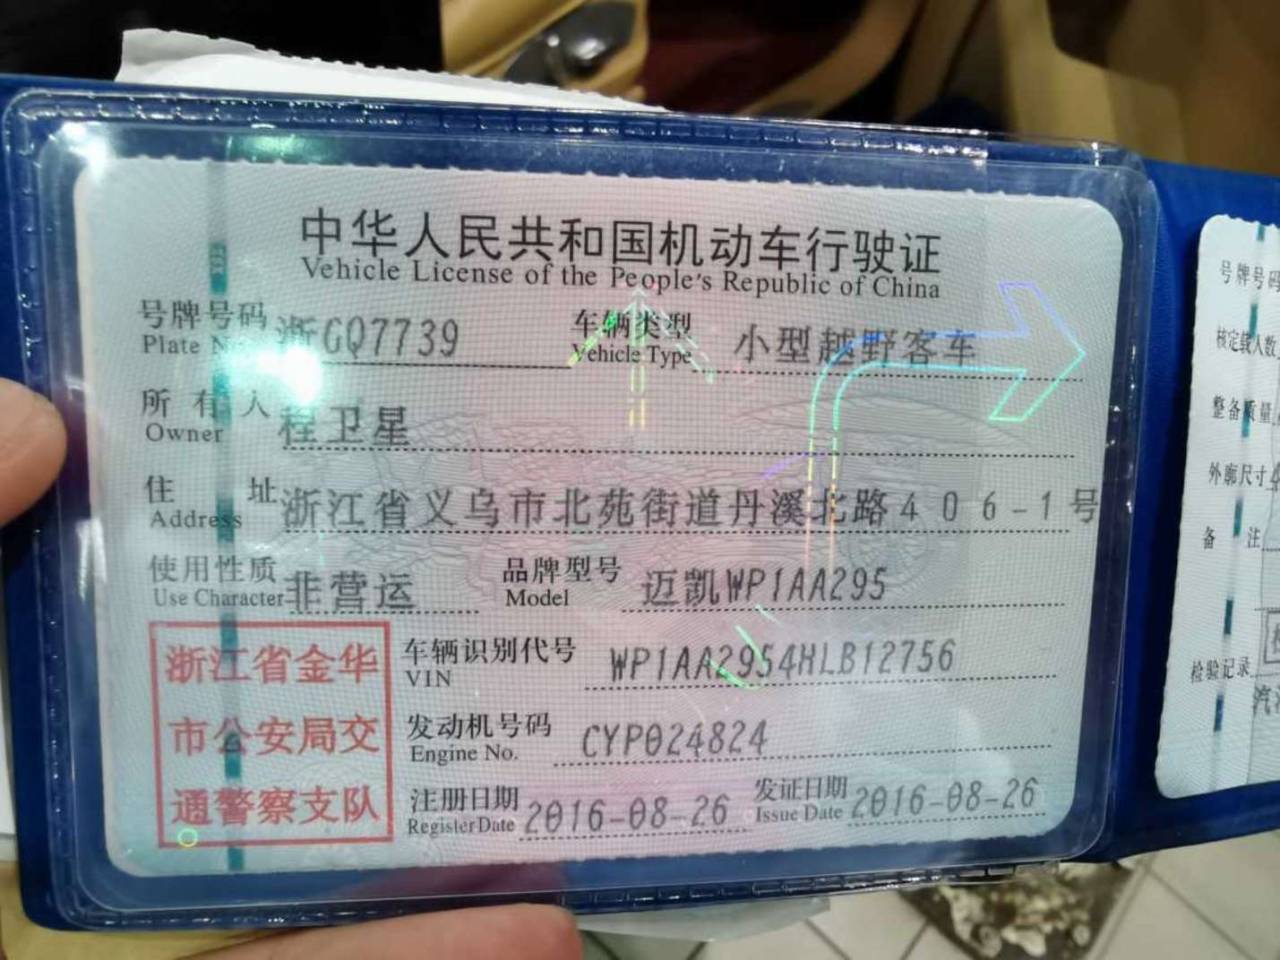 中华人民共和国机动车行驶证
Vehicle License of the People's Republic of China
号牌号码 浙GQ7739 车辆类型 小型越野客车
Plate Vehicle Type
所有人 程卫星
Owner
住址 浙江省义乌市北苑街道丹溪北路406-1号
Address
使用性质 非营运 品牌型号 迈凯WP1AA295
Use Character Model
浙江省金华
市公安局交
通警察支队
车辆识别代号 WP1AA2954HLB12756
VIN
发动机号码 CYP024824
Engine No.
注册日期 2016-08-26 发证日期 2016-08-26
Register Date Issue Date
号牌号码
核定载人数
整备质量
外廓尺寸
备注
检验记录